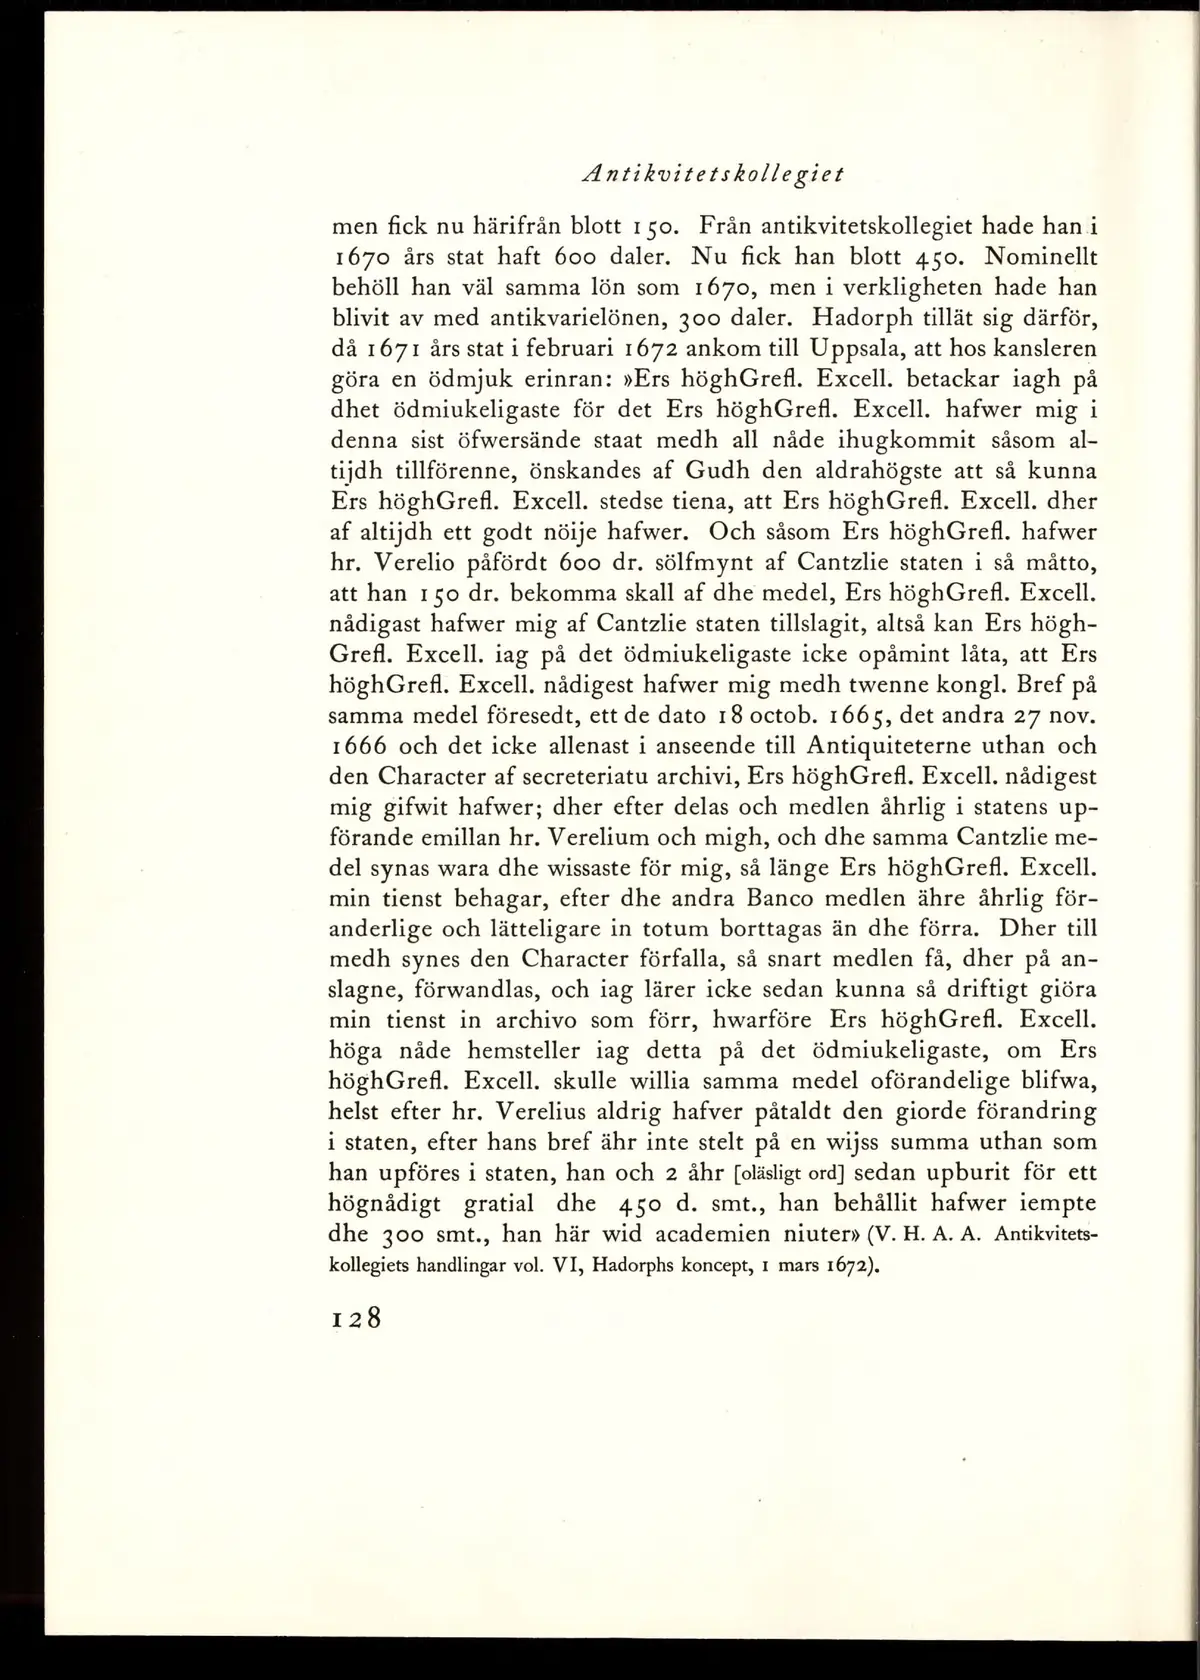 Antikvitetskollegiet
men fick nu härifrån blott 150. Från antikvitetskollegiet hade han i
1670 års stat haft 600 daler. Nu fick han blott 450. Nominellt
behöll han väl samma lön som 1670, men i verkligheten hade han
blivit av med antikvarielönen, 300 daler. Hadorph tillät sig därför,
då 1671 års stat i februari 1672 ankom till Uppsala, att hos kansleren
göra en ödmjuk erinran: »Ers höghGrefl. Excell. betackar iagh på
dhet ödmiukeligaste för det Ers höghGrefl. Excell. hafwer mig i
denna sist öfwersände staat medh all nåde ihugkommit såsom al-
tijdh tillförenne, önskandes af Gudh den aldrahögste att så kunna
Ers höghGrefl. Excell. stedse tiena, att Ers höghGrefl. Excell. dher
af altijdh ett godt nöije hafwer. Och såsom Ers höghGrefl. hafwer
hr. Verelio påfördt 600 dr. sölfmynt af Cantzlie staten i så måtto,
att han 150 dr. bekomma skall af dhe medel, Ers höghGrefl. Excell.
nådigast hafwer mig af Cantzlie staten tillslagit, altså kan Ers högh-
Grefl. Excell. iag på det ödmiukeligaste icke opåmint låta, att Ers
höghGrefl. Excell. nådigest hafwer mig medh twenne kongl. Bref på
samma medel föresedt, ett de dato 18 octob. 1665, det andra 27 nov.
1666 och det icke allenast i anseende till Antiquiteterne uthan och
den Character af secreteriatu archivi, Ers höghGrefl. Excell. nådigest
mig gifwit hafwer; dher efter delas och medlen åhrlig i statens up-
förande emillan hr. Verelium och migh, och dhe samma Cantzlie me-
del synas wara dhe wissaste för mig, så länge Ers höghGrefl. Excell.
min tienst behagar, efter dhe andra Banco medlen ähre åhrlig för-
anderlige och lätteligare in totum borttagas än dhe förra. Dher till
medh synes den Character förfalla, så snart medlen få, dher på an-
slagne, förwandlas, och iag lärer icke sedan kunna så driftigt giöra
min tienst in archivo som förr, hwarföre Ers höghGrefl. Excell.
höga nåde hemsteller iag detta på det ödmiukeligaste, om Ers
höghGrefl. Excell. skulle willia samma medel oförandelige blifwa,
helst efter hr. Verelius aldrig hafver påtaldt den giorde förandring
i staten, efter hans bref ähr inte stelt på en wijss summa uthan som
han upföres i staten, han och 2 åhr [oläsligt ord] sedan upburit för ett
högnådigt gratial dhe 450 d. smt., han behållit hafwer iempte
dhe 300 smt., han här wid academien niuter» (V. H. A. A. Antikvitets-
kollegiets handlingar vol. VI, Hadorphs koncept, 1 mars 1672).
128